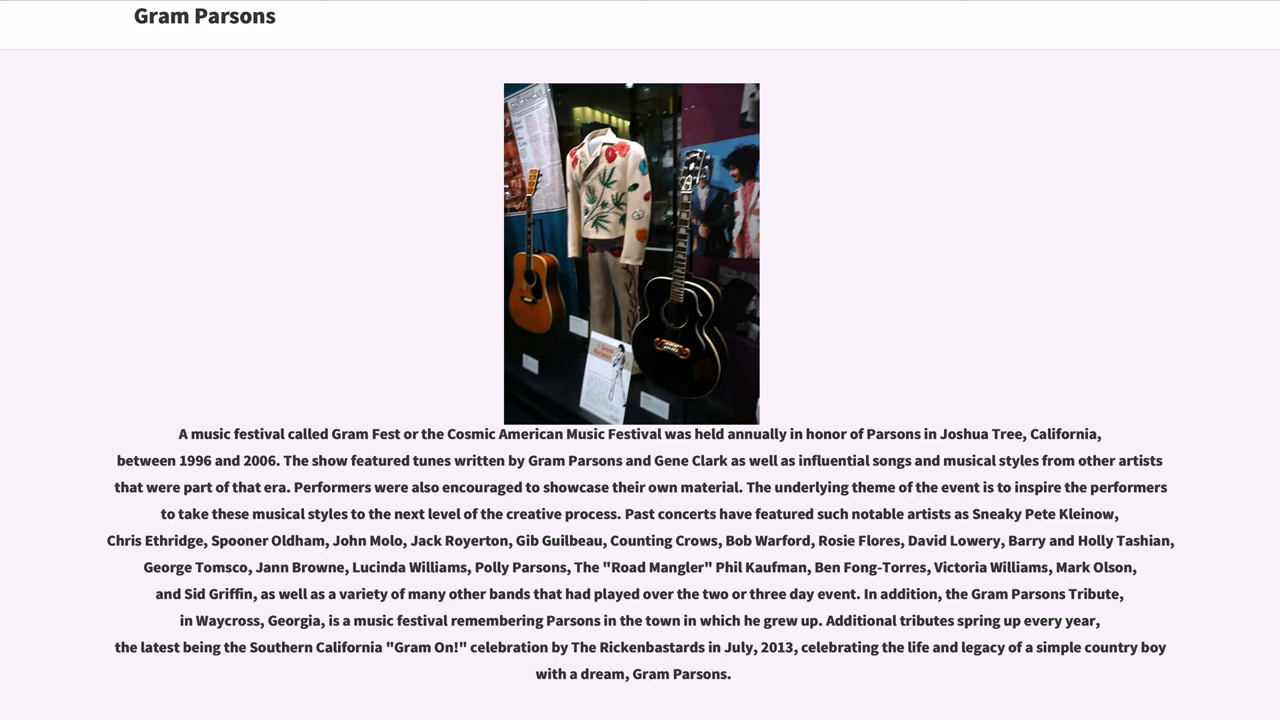 Gram Parsons
Gram
Parsons
A music festival called Gram Fest or the Cosmic American Music Festival was held annually in honor of Parsons in Joshua Tree, California,
between 1996 and 2006. The show featured tunes written by Gram Parsons and Gene Clark as well as influential songs and musical styles from other artists
that were part of that era. Performers were also encouraged to showcase their own material. The underlying theme of the event is to inspire the performers
to take these musical styles to the next level of the creative process. Past concerts have featured such notable artists as Sneaky Pete Kleinow,
Chris Ethridge, Spooner Oldham, John Molo, Jack Royerton, Gib Guilbeau, Counting Crows, Bob Warford, Rosie Flores, David Lowery, Barry and Holly Tashian,
George Tomsco, Jann Browne, Lucinda Williams, Polly Parsons, The "Road Mangler" Phil Kaufman, Ben Fong-Torres, Victoria Williams, Mark Olson,
and Sid Griffin, as well as a variety of many other bands that had played over the two or three day event. In addition, the Gram Parsons Tribute,
in Waycross, Georgia, is a music festival remembering Parsons in the town in which he grew up. Additional tributes spring up every year,
the latest being the Southern California "Gram On!" celebration by The Rickenbastards in July, 2013, celebrating the life and legacy of a simple country boy
with a dream, Gram Parsons.